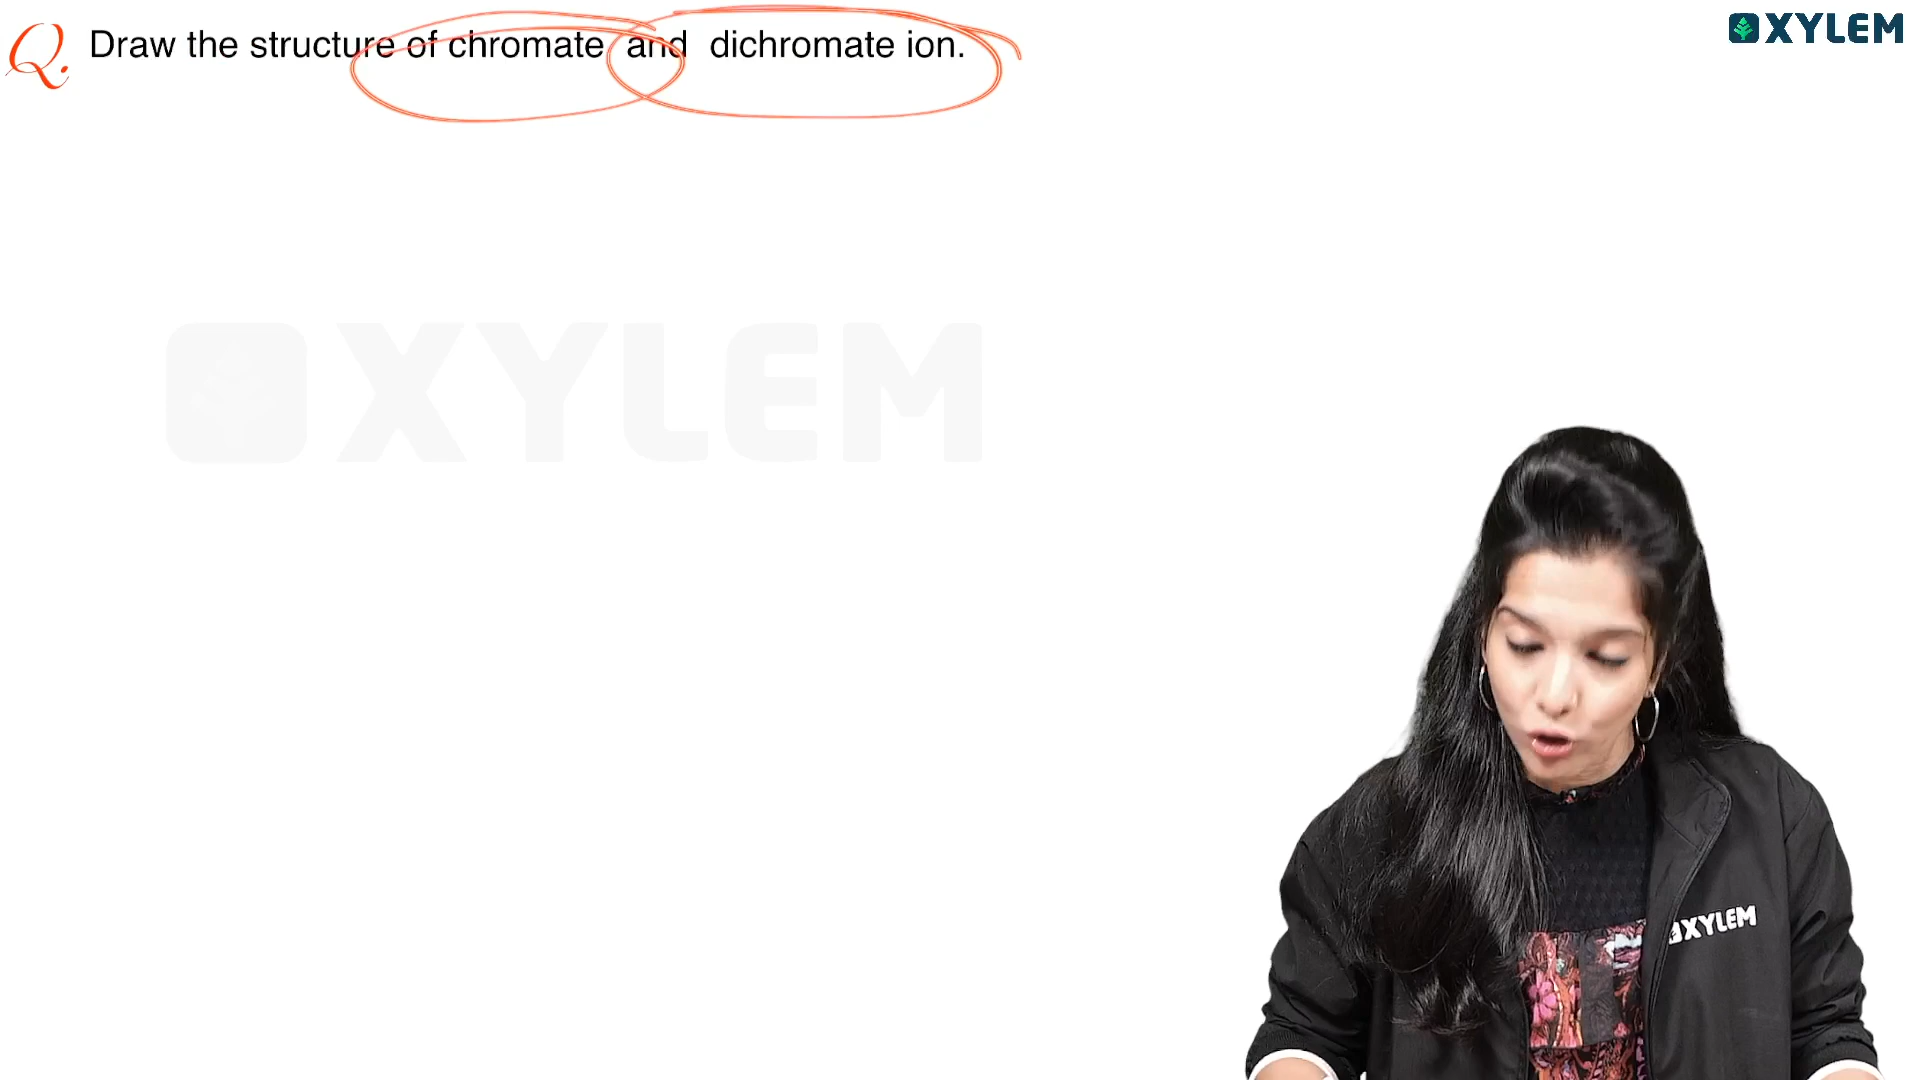 Q. Draw the structure of chromate and dichromate ion.
XYLEM
XYLEM
XYLEM